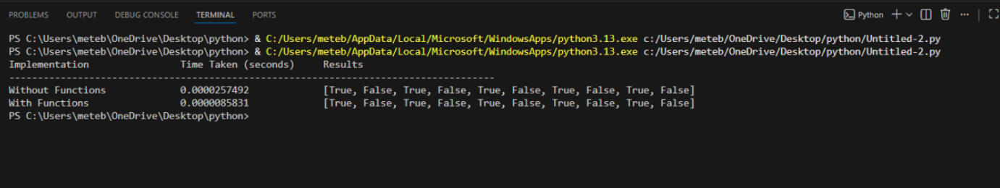 PROBLEMS OUTPUT DEBUG CONSOLE TERMINAL PORTS Python
PS C:\Users\meteb\OneDrive\Desktop\python> & C:/Users/meteb/AppData/Local/Microsoft/WindowsApps/python3.13.exe c:/Users/meteb/OneDrive/Desktop/python/Untitled-2.py
PS C:\Users\meteb\OneDrive\Desktop\python> & C:/Users/meteb/AppData/Local/Microsoft/WindowsApps/python3.13.exe c:/Users/meteb/OneDrive/Desktop/python/Untitled-2.py
Implementation Time Taken (seconds) Results
-------------------------------------------------------------------------------------
Without Functions 0.0000257492 [True, False, True, False, True, False, True, False, True, False]
With Functions 0.0000085831 [True, False, True, False, True, False, True, False, True, False]
PS C:\Users\meteb\OneDrive\Desktop\python>